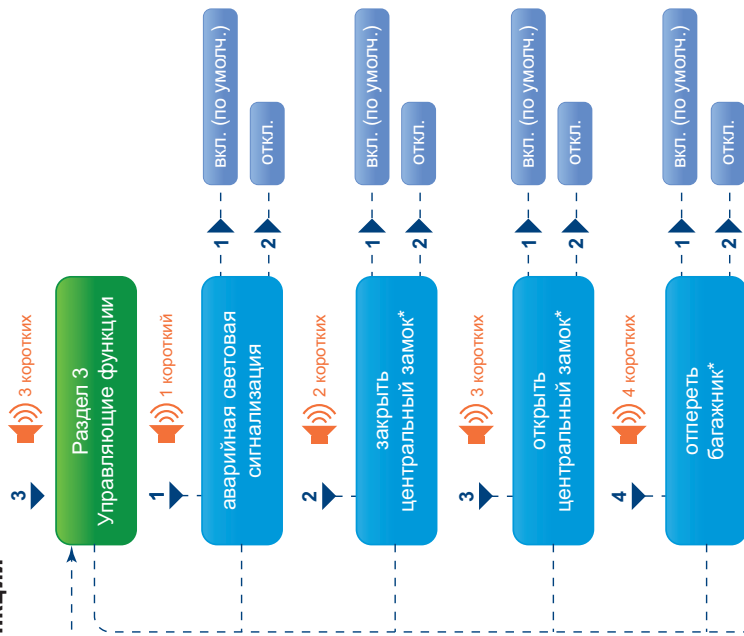 3
3 коротких
Раздел 3
Управляющие функции
1
1 короткий
аварийная световая
сигнализация
1
вкл. (по умолч.)
2
откл.
2
2 коротких
закрыть
центральный замок*
1
вкл. (по умолч.)
2
откл.
3
3 коротких
открыть
центральный замок*
1
вкл. (по умолч.)
2
откл.
4
4 коротких
отпереть
багажник*
1
вкл. (по умолч.)
2
откл.